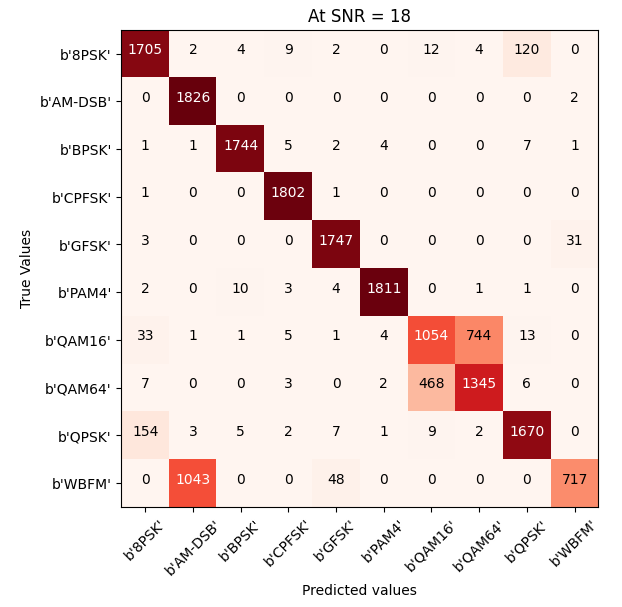 At SNR = 18
b'8PSK' 1705 2 4 9 2 0 12 4 120 0
b'AM-DSB' 0 1826 0 0 0 0 0 0 0 2
b'BPSK' 1 1 1744 5 2 4 0 0 7 1
b'CPFSK' 1 0 0 1802 1 0 0 0 0 0
b'GFSK' 3 0 0 0 1747 0 0 0 0 31
b'PAM4' 2 0 10 3 4 1811 0 1 1 0
b'QAM16' 33 1 1 5 1 4 1054 744 13 0
b'QAM64' 7 0 0 3 0 2 468 1345 6 0
b'QPSK' 154 3 5 2 7 1 9 2 1670 0
b'WBFM' 0 1043 0 0 48 0 0 0 0 717
b'8PSK' b'AM-DSB' b'BPSK' b'CPFSK' b'GFSK' b'PAM4' b'QAM16' b'QAM64' b'QPSK' b'WBFM'
Predicted values
True Values